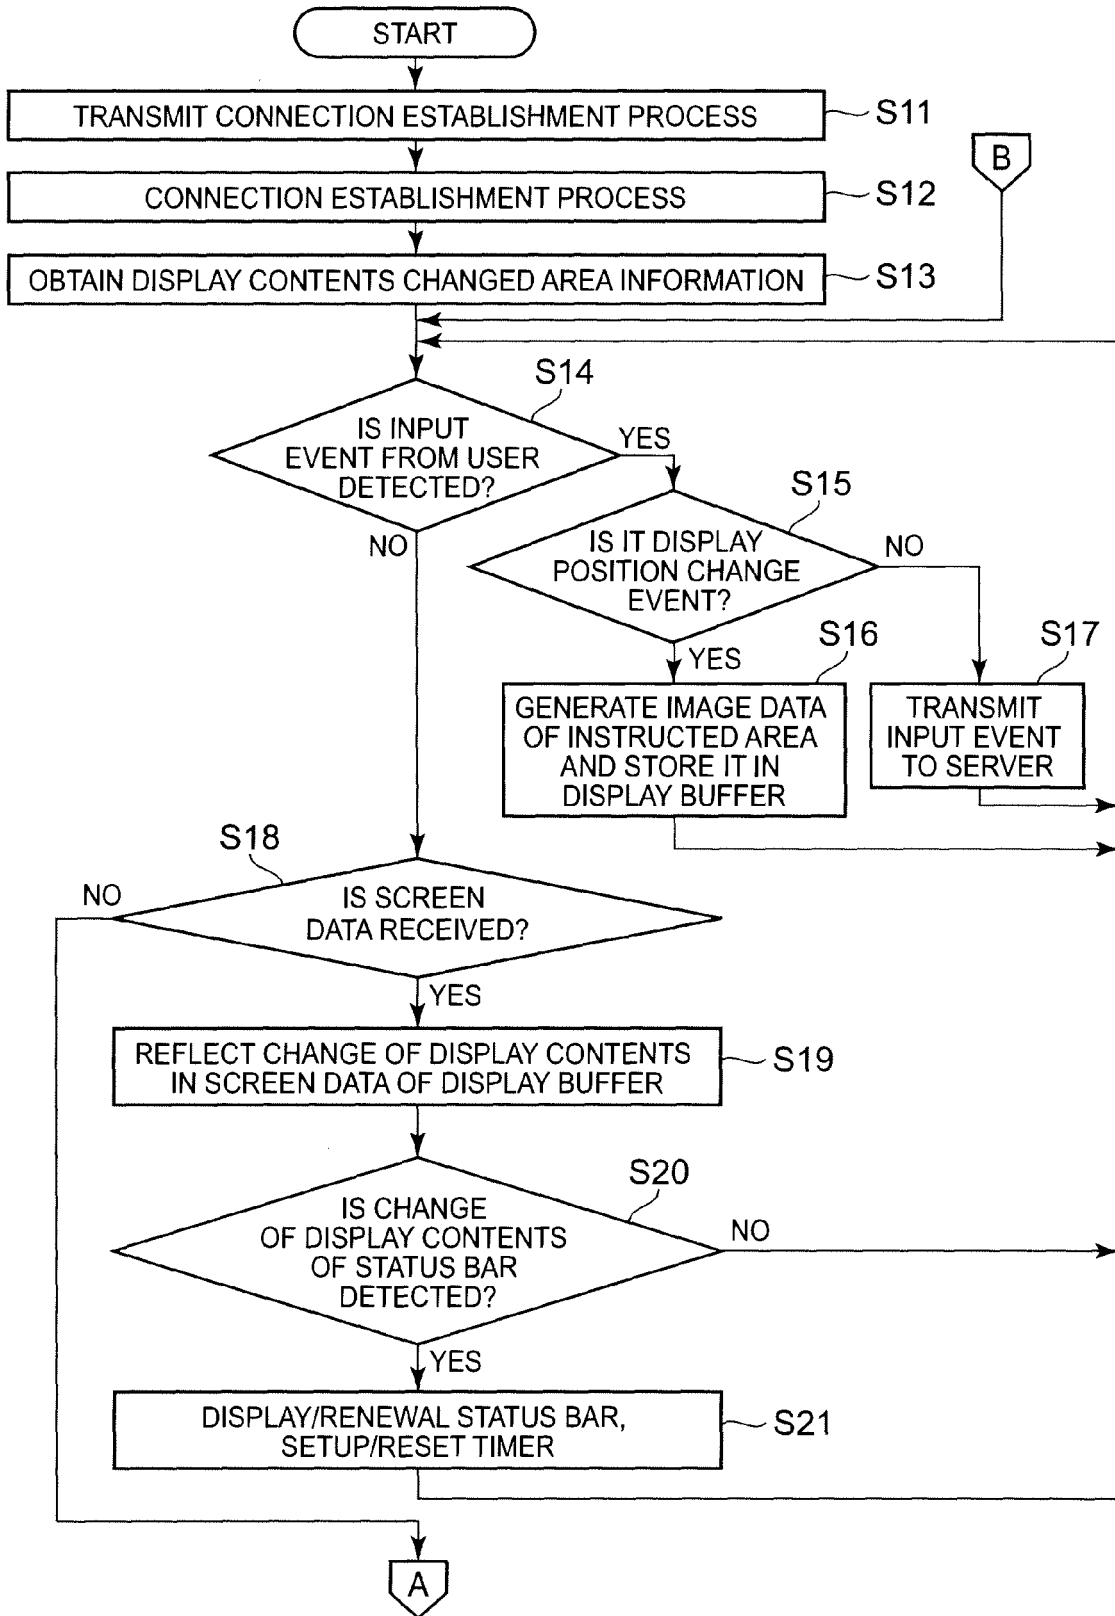 START
TRANSMIT CONNECTION ESTABLISHMENT PROCESS
S11
B
CONNECTION ESTABLISHMENT PROCESS
S12
OBTAIN DISPLAY CONTENTS CHANGED AREA INFORMATION
S13
S14
IS INPUT
EVENT FROM USER
DETECTED?
YES
NO
S15
IS IT DISPLAY
POSITION CHANGE
EVENT?
NO
YES
S16
GENERATE IMAGE DATA
OF INSTRUCTED AREA
AND STORE IT IN
DISPLAY BUFFER
S17
TRANSMIT
INPUT EVENT
TO SERVER
S18
NO
IS SCREEN
DATA RECEIVED?
YES
REFLECT CHANGE OF DISPLAY CONTENTS
IN SCREEN DATA OF DISPLAY BUFFER
S19
S20
IS CHANGE
OF DISPLAY CONTENTS
OF STATUS BAR
DETECTED?
NO
YES
DISPLAY/RENEWAL STATUS BAR,
SETUP/RESET TIMER
S21
A